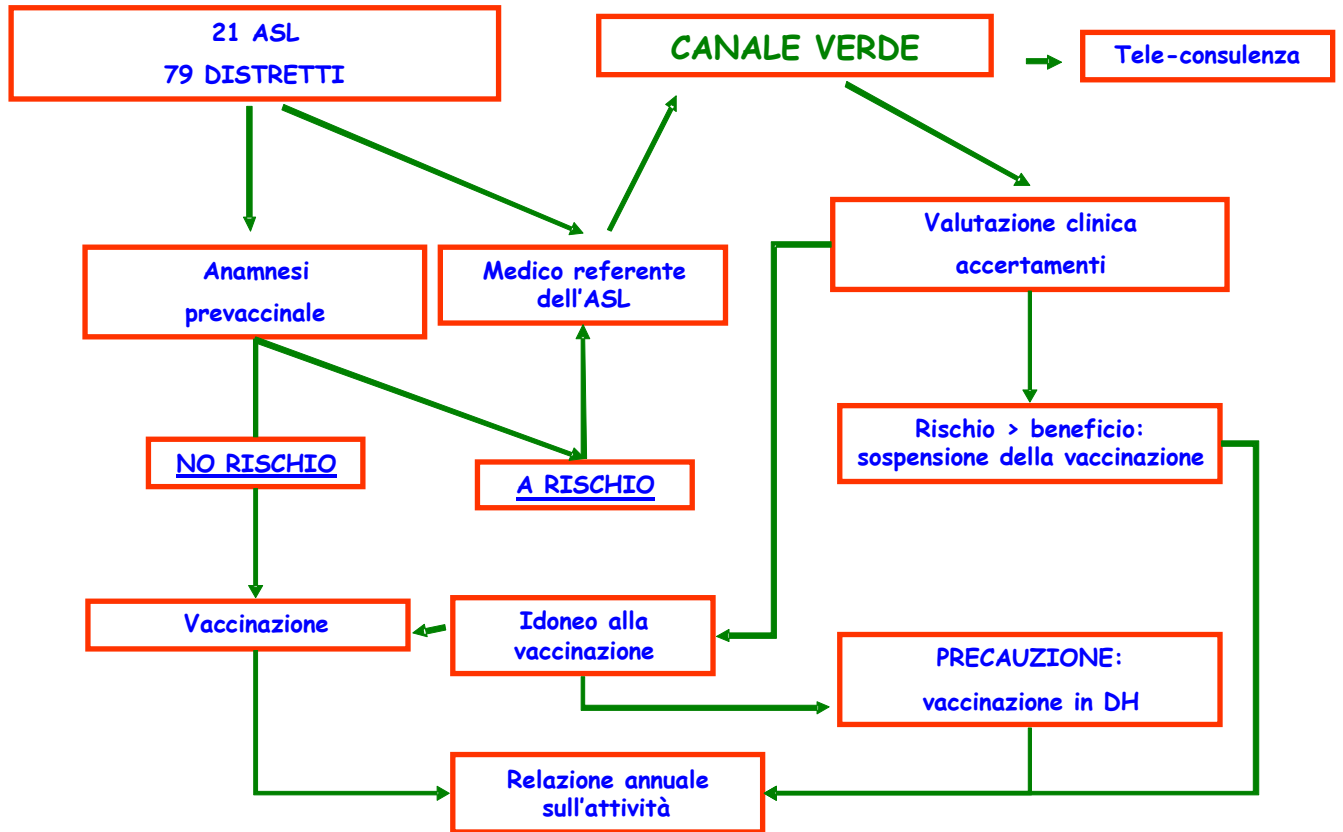 21 ASL
79 DISTRETTI
CANALE VERDE
Tele-consulenza
Anamnesi
prevaccinale
Medico referente
dell'ASL
Valutazione clinica
accertamenti
NO RISCHIO
A RISCHIO
Rischio > beneficio:
sospensione della vaccinazione
Vaccinazione
Idoneo alla
vaccinazione
PRECAUZIONE:
vaccinazione in DH
Relazione annuale
sull'attività